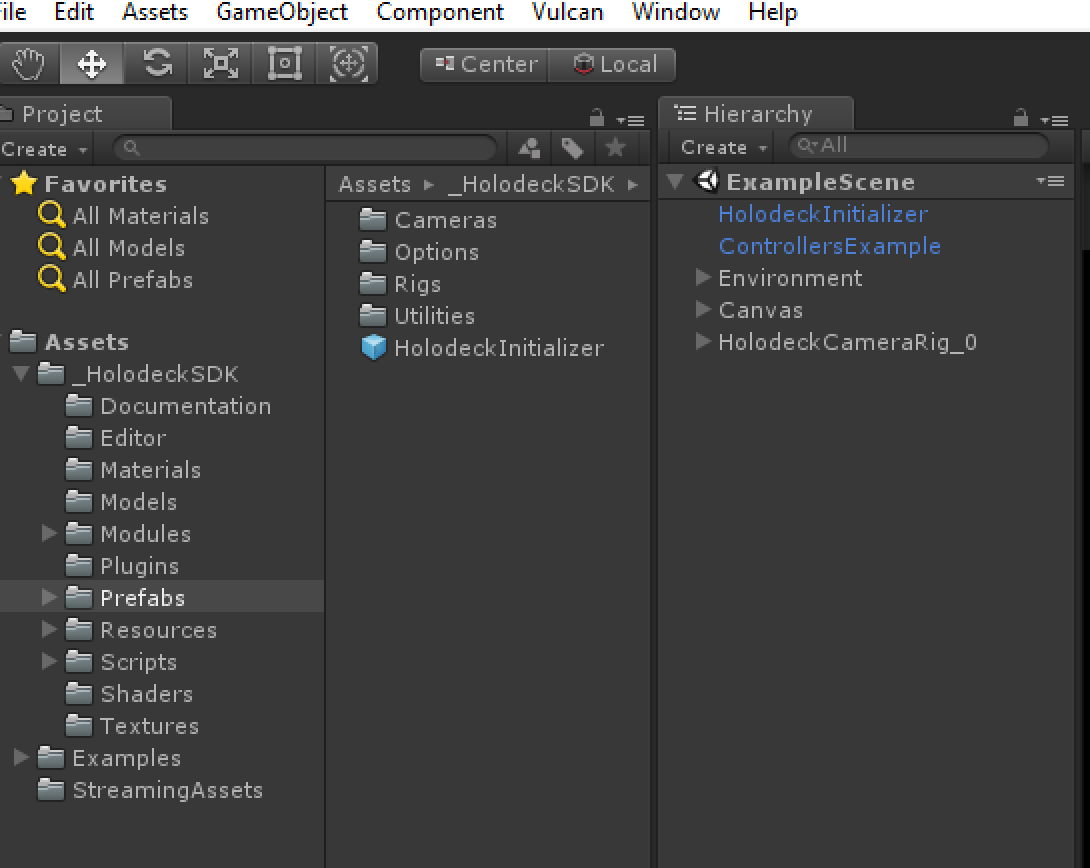 ile Edit Assets GameObject Component Vulcan Window Help
Center Local
Project
Create
Favorites
All Materials
All Models
All Prefabs
Assets
_HolodeckSDK
Documentation
Editor
Materials
Models
Modules
Plugins
Prefabs
Resources
Scripts
Shaders
Textures
Examples
StreamingAssets
Assets _HolodeckSDK
Cameras
Options
Rigs
Utilities
HolodeckInitializer
Hierarchy
Create All
ExampleScene
HolodeckInitializer
ControllersExample
Environment
Canvas
HolodeckCameraRig_0